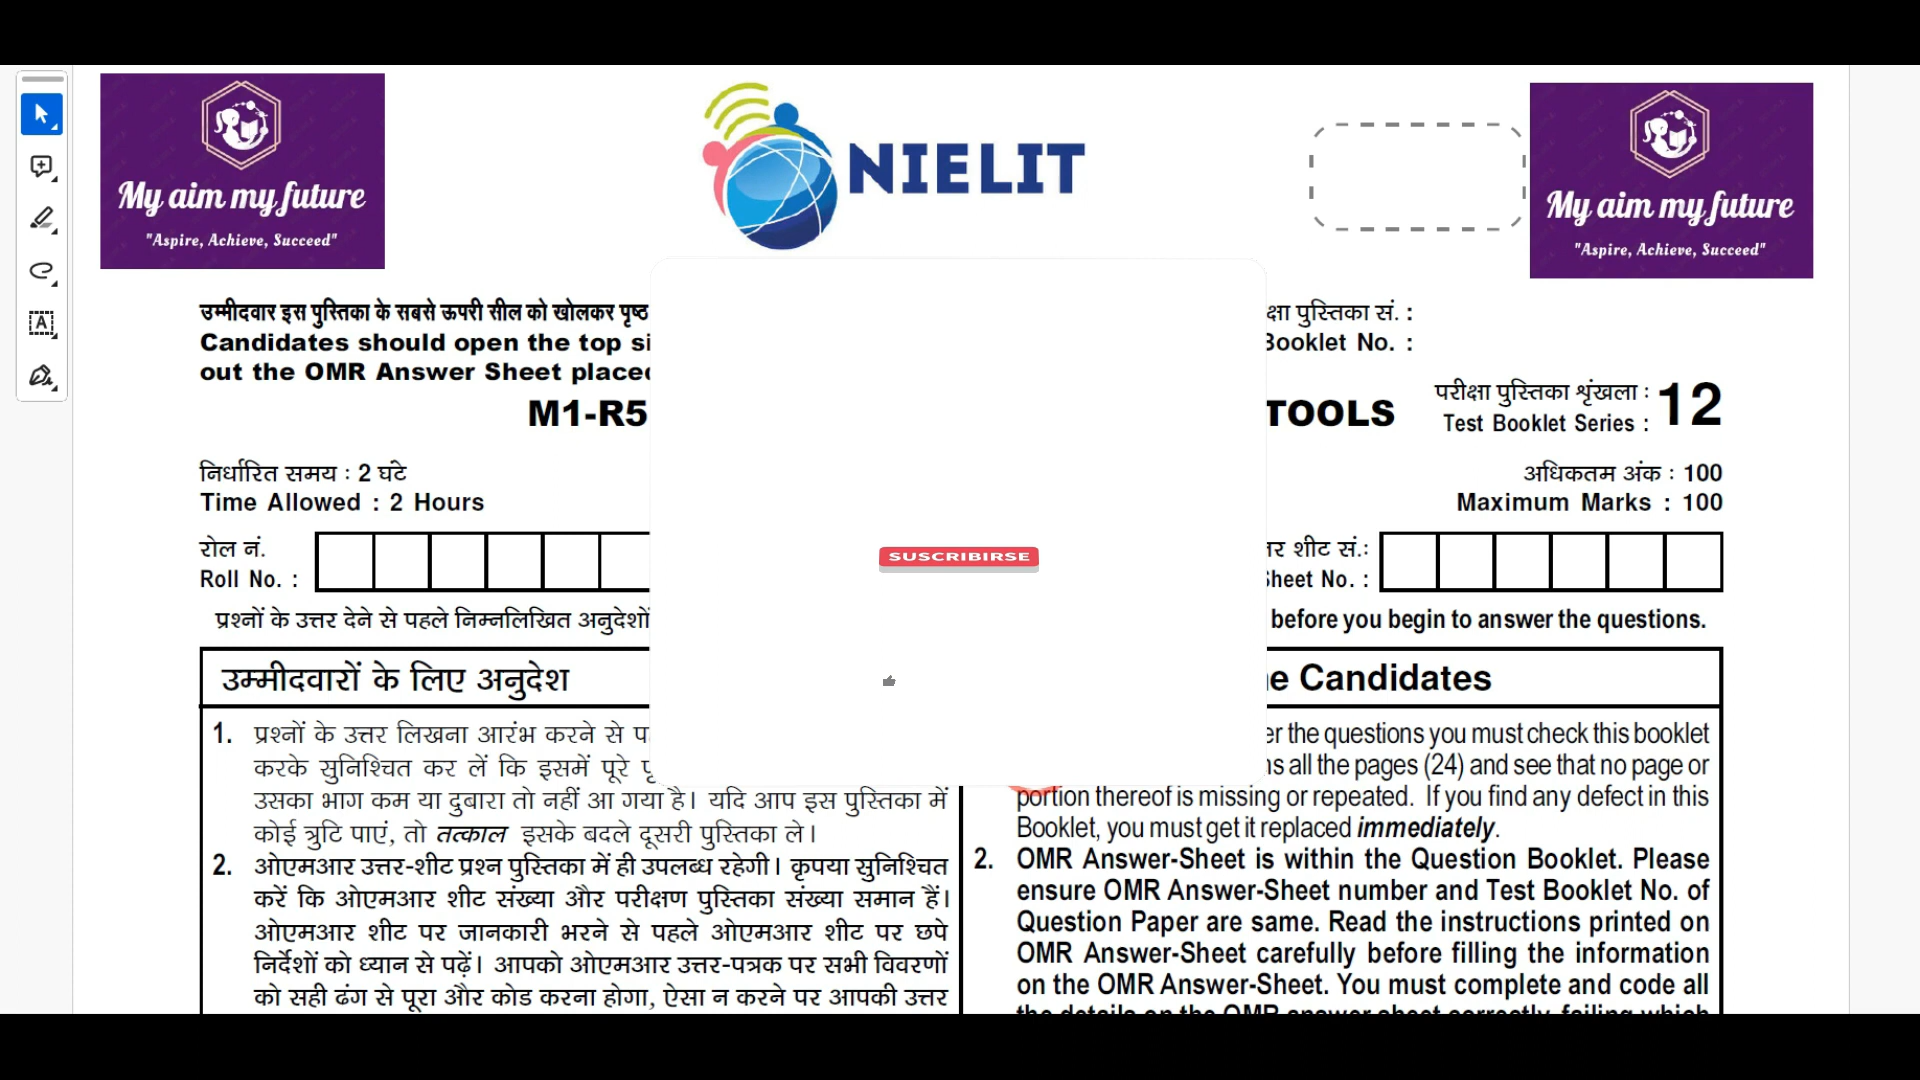 My aim my future
"Aspire, Achieve, Succeed"
NIELIT
My aim my future
"Aspire, Achieve, Succeed"
उम्मीदवार इस पुस्तिका के सबसे ऊपरी सील को खोलकर पृष्ठ
Candidates should open the top
out the OMR Answer Sheet
क्षा पुस्तिका सं. :
Booklet No. :
M1-R5
TOOLS
परीक्षा पुस्तिका शृंखला :
Test Booklet Series :
12
निर्धारित समय : 2 घंटे
Time Allowed : 2 Hours
अधिकतम अंक : 100
Maximum Marks : 100
रोल नं.
Roll No. :
शीट सं.:
Sheet No. :
SUSCRIBIRSE
प्रश्नों के उत्तर देने से पहले निम्नलिखित अनुदेशों
before you begin to answer the questions.
उम्मीदवारों के लिए अनुदेश
Candidates
1. प्रश्नों के उत्तर लिखना आरंभ करने से
करके सुनिश्चित कर लें कि इसमें पूरे
उसका भाग कम या दुबारा तो नहीं आ गया है। यदि आप इस पुस्तिका में
कोई त्रुटि पाएं, तो तत्काल इसके बदले दूसरी पुस्तिका ले।
2. ओएमआर उत्तर-शीट प्रश्न पुस्तिका में ही उपलब्ध रहेगी। कृपया सुनिश्चित
करें कि ओएमआर शीट संख्या और परीक्षण पुस्तिका संख्या समान हैं।
ओएमआर शीट पर जानकारी भरने से पहले ओएमआर शीट पर छपे
निर्देशों को ध्यान से पढ़ें। आपको ओएमआर उत्तर-पत्रक पर सभी विवरणों
को सही ढंग से पूरा और कोड करना होगा, ऐसा न करने पर आपकी उत्तर
the questions you must check this booklet
all the pages (24) and see that no page or
portion thereof is missing or repeated. If you find any defect in this
Booklet, you must get it replaced immediately.
2. OMR Answer-Sheet is within the Question Booklet. Please
ensure OMR Answer-Sheet number and Test Booklet No. of
Question Paper are same. Read the instructions printed on
OMR Answer-Sheet carefully before filling the information
on the OMR Answer-Sheet. You must complete and code all
the details on the OMR answer sheet correctly, failing which